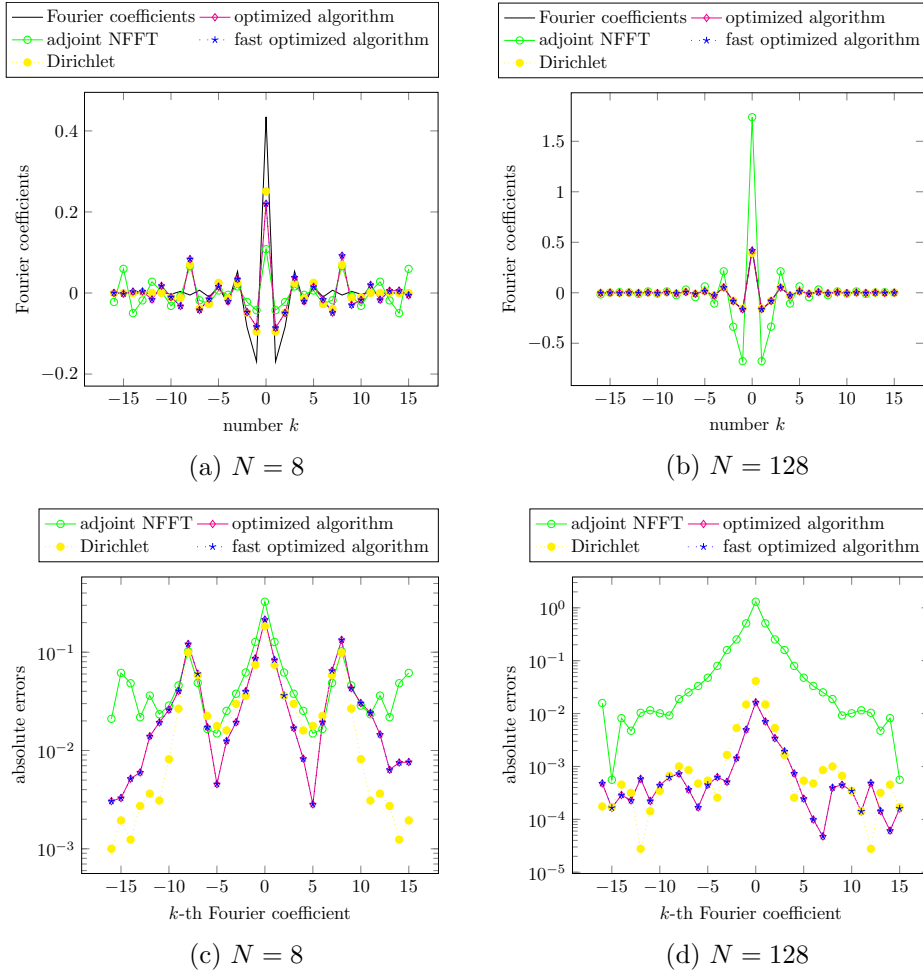 Fourier coefficients optimized algorithm
adjoint NFFT fast optimized algorithm
Dirichlet
0.4
0.2
0
−0.2
Fourier coefficients
−15 −10 −5 0 5 10 15
number k
(a) N = 8
Fourier coefficients optimized algorithm
adjoint NFFT fast optimized algorithm
Dirichlet
1.5
1
0.5
0
−0.5
Fourier coefficients
−15 −10 −5 0 5 10 15
number k
(b) N = 128
adjoint NFFT optimized algorithm
Dirichlet fast optimized algorithm
10⁻¹
10⁻²
10⁻³
absolute errors
−15 −10 −5 0 5 10 15
k-th Fourier coefficient
(c) N = 8
adjoint NFFT optimized algorithm
Dirichlet fast optimized algorithm
10⁰
10⁻¹
10⁻²
10⁻³
10⁻⁴
10⁻⁵
absolute errors
−15 −10 −5 0 5 10 15
k-th Fourier coefficient
(d) N = 128